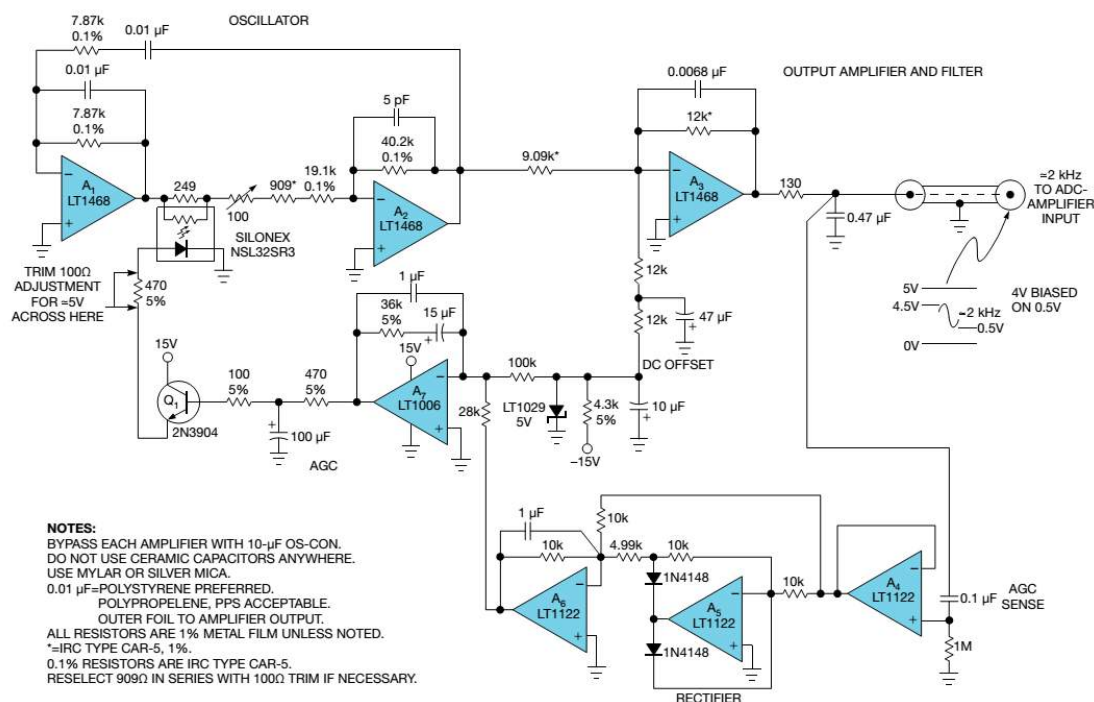 OSCILLATOR
7.87k
0.1%
0.01 µF
0.01 µF
7.87k
0.1%
A1
LT1468
249
100
909*
19.1k
0.1%
SILONEX
NSL32SR3
5 pF
40.2k
0.1%
A2
LT1468
9.09k*
0.0068 µF
12k*
A3
LT1468
OUTPUT AMPLIFIER AND FILTER
130
0.47 µF
≈2 kHz
TO ADC-
AMPLIFIER
INPUT
5V
4.5V
≈2 kHz
0.5V
0V
4V BIASED
ON 0.5V
TRIM 100Ω
ADJUSTMENT
FOR ≈5V
ACROSS HERE
470
5%
15V
Q1
2N3904
100
5%
470
5%
100 µF
AGC
1 µF
36k
5%
15 µF
15V
A7
LT1006
28k
100k
LT1029
5V
4.3k
5%
–15V
12k
12k
47 µF
DC OFFSET
10 µF
1 µF
10k
A6
LT1122
10k
4.99k
10k
1N4148
A5
LT1122
1N4148
RECTIFIER
10k
A4
LT1122
0.1 µF
AGC
SENSE
1M
NOTES:
BYPASS EACH AMPLIFIER WITH 10-µF OS-CON.
DO NOT USE CERAMIC CAPACITORS ANYWHERE.
USE MYLAR OR SILVER MICA.
0.01 µF=POLYSTYRENE PREFERRED.
POLYPROPELENE, PPS ACCEPTABLE.
OUTER FOIL TO AMPLIFIER OUTPUT.
ALL RESISTORS ARE 1% METAL FILM UNLESS NOTED.
*=IRC TYPE CAR-5, 1%.
0.1% RESISTORS ARE IRC TYPE CAR-5.
RESELECT 909Ω IN SERIES WITH 100Ω TRIM IF NECESSARY.